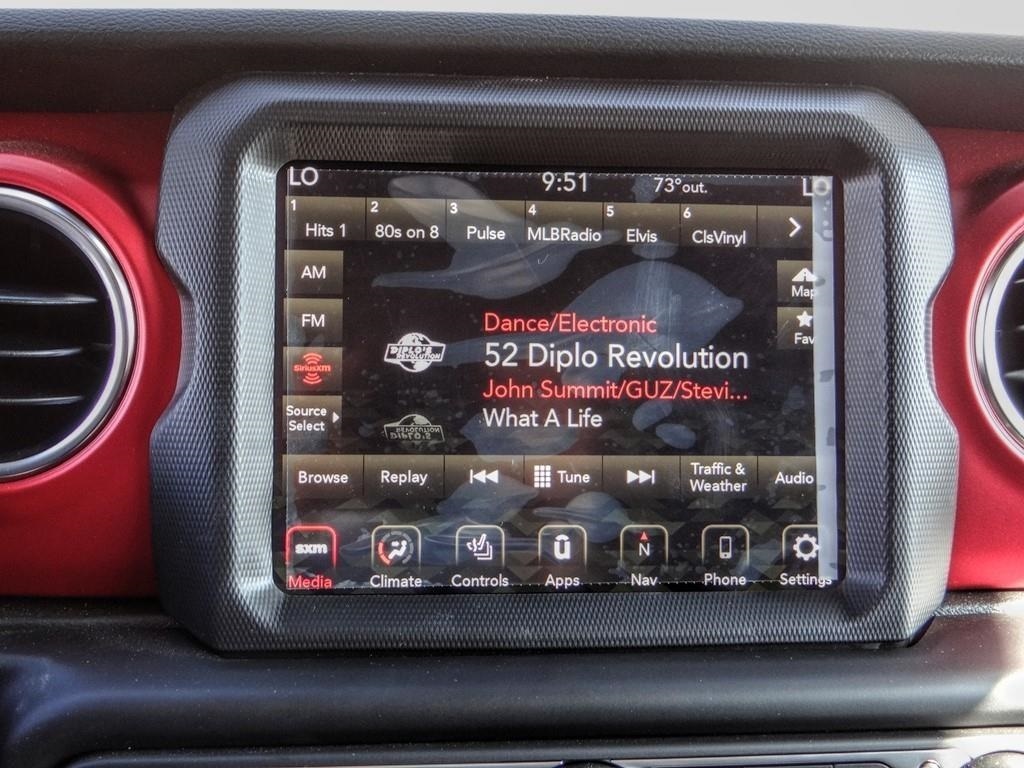 LO 9:51 73° out. LO
1 2 3 4 5 6
Hits 1 80s on 8 Pulse MLBRadio Elvis ClsVinyl
AM
Map
FM
Fav
SiriusXM
Source
Select
DIPLO'S
REVOLUTION
Dance/Electronic
52 Diplo Revolution
John Summit/GUZ/Stevi...
What A Life
Browse Replay Tune Traffic &
Weather Audio
sxm
Media Climate Controls Apps N
Nav Phone Settings